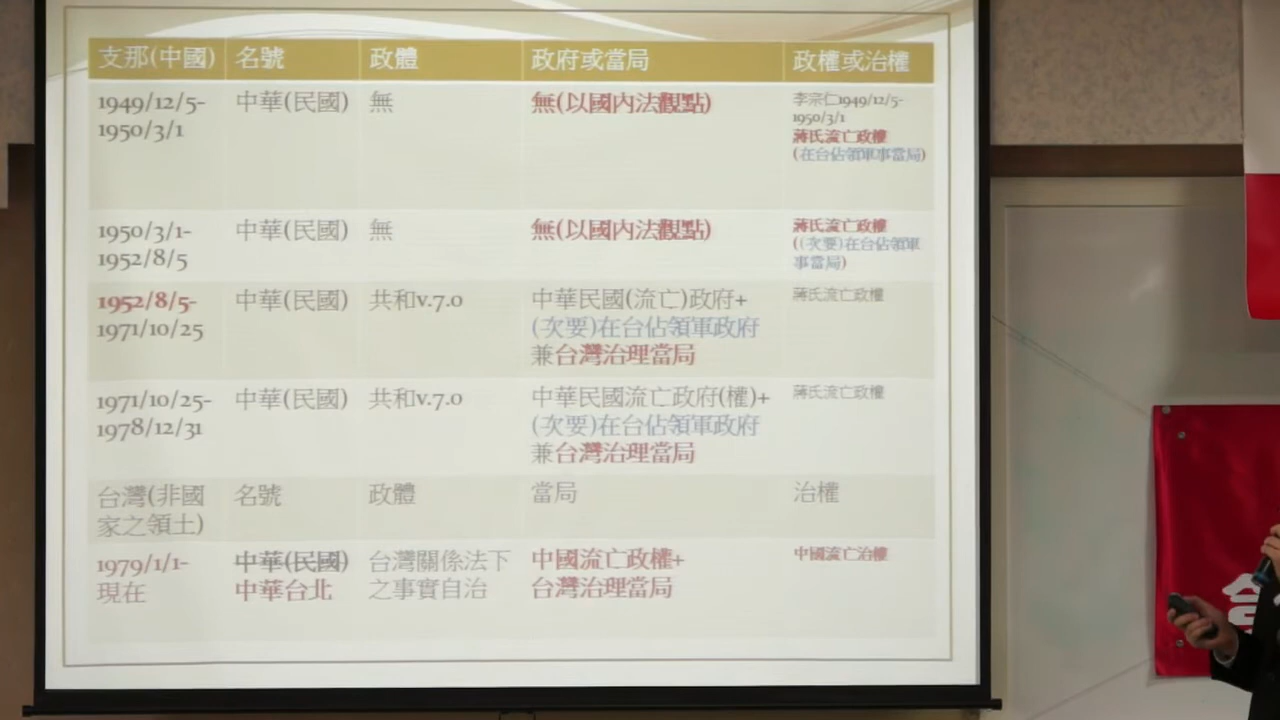 支那(中國) 名號 政體 政府或當局 政權或治權
1949/12/5- 中華(民國) 無 無(以國內法觀點) 李宗仁1949/12/5-
1950/3/1 1950/3/1
蔣氏流亡政權
(在台佔領軍事當局)
1950/3/1- 中華(民國) 無 無(以國內法觀點) 蔣氏流亡政權
1952/8/5 ((次要)在台佔領軍
事當局)
1952/8/5- 中華(民國) 共和v.7.0 中華民國(流亡)政府+ 蔣氏流亡政權
1971/10/25 (次要)在台佔領軍政府
兼台灣治理當局
1971/10/25- 中華(民國) 共和v.7.0 中華民國流亡政府(權)+ 蔣氏流亡政權
1978/12/31 (次要)在台佔領軍政府
兼台灣治理當局
台灣(非國 名號 政體 當局 治權
家之領土)
1979/1/1- 中華(民國) 台灣關係法下 中國流亡政權+ 中國流亡治權
現在 中華台北 之事實自治 台灣治理當局